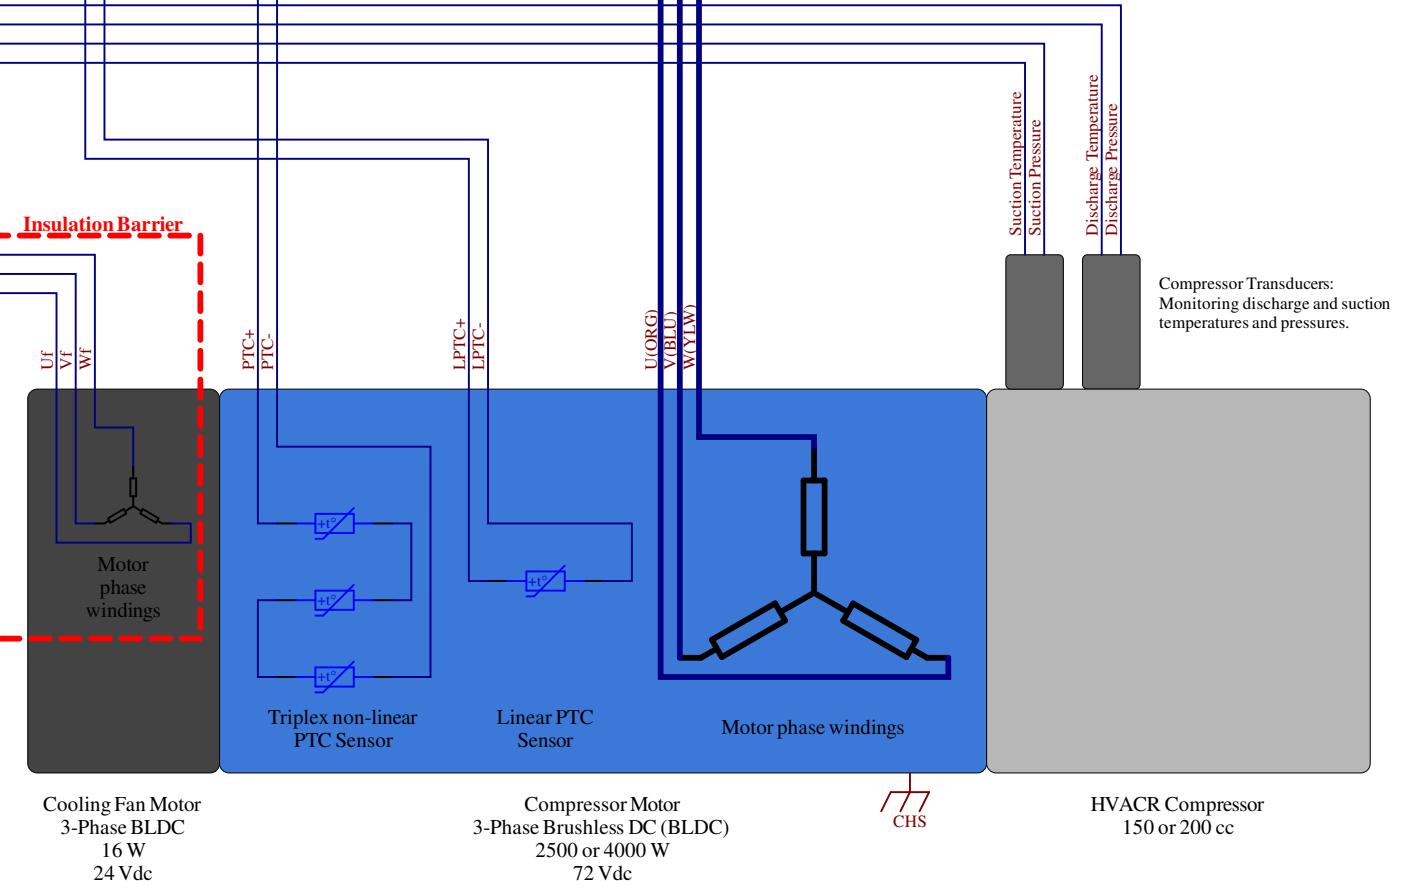 Suction Temperature
Suction Pressure
Discharge Temperature
Discharge Pressure
Insulation Barrier
Compressor Transducers:
Monitoring discharge and suction
temperatures and pressures.
Uf
Vf
Wf
PTC+
PTC-
LPTC+
LPTC-
U(ORG)
V(BLU)
W(YLW)
+t°
+t°
+t°
+t°
Motor
phase
windings
Triplex non-linear
PTC Sensor
Linear PTC
Sensor
Motor phase windings
CHS
Cooling Fan Motor
3-Phase BLDC
16 W
24 Vdc
Compressor Motor
3-Phase Brushless DC (BLDC)
2500 or 4000 W
72 Vdc
HVACR Compressor
150 or 200 cc